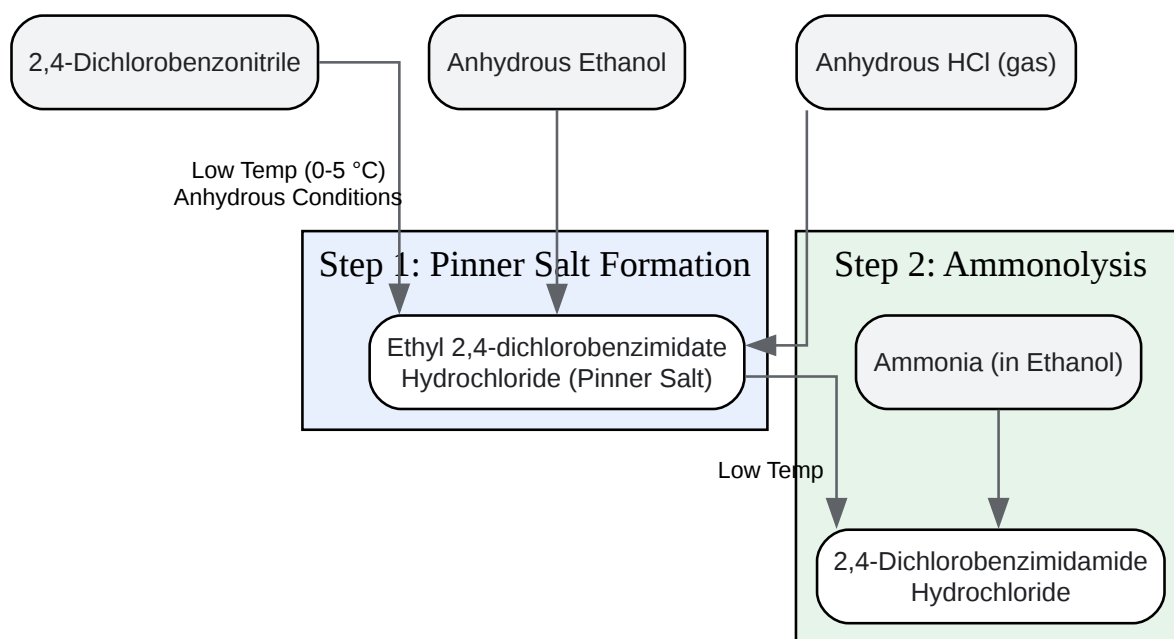 2,4-Dichlorobenzonitrile
Anhydrous Ethanol
Anhydrous HCl (gas)
Low Temp (0-5 °C)
Anhydrous Conditions
Step 1: Pinner Salt Formation
Step 2: Ammonolysis
Ethyl 2,4-dichlorobenzimidate
Hydrochloride (Pinner Salt)
Ammonia (in Ethanol)
Low Temp
2,4-Dichlorobenzimidamide
Hydrochloride